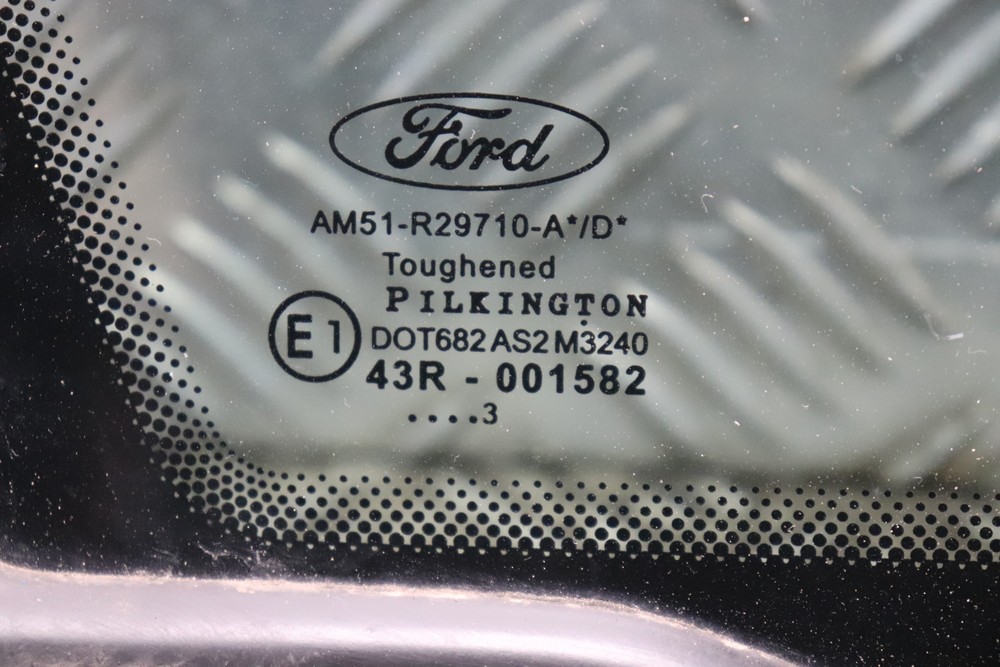 Ford
AM51-R29710-A*/D*
Toughened
PILKINGTON
E1
DOT682 AS2 M3240
43R - 001582
....3